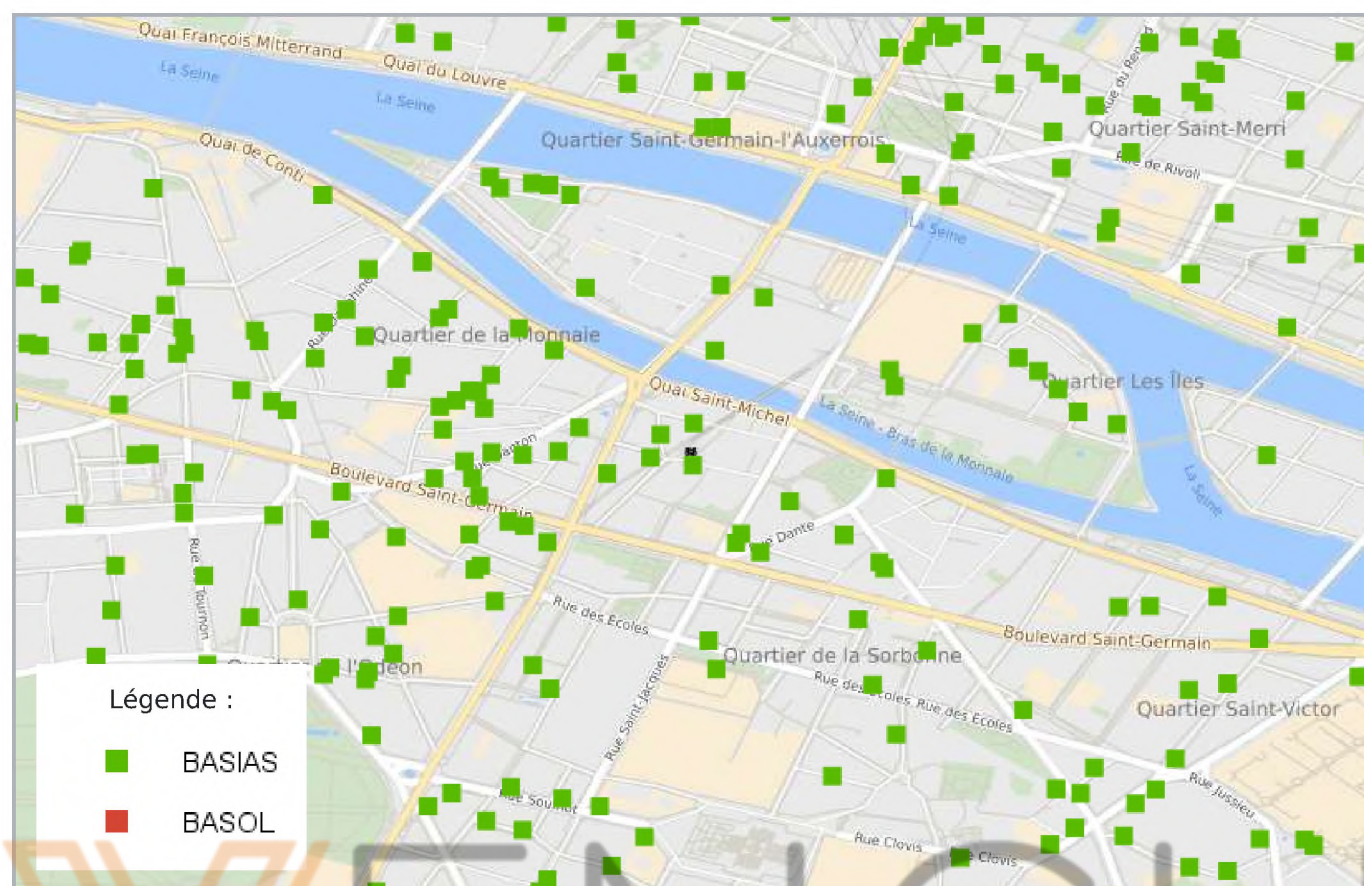 Quai François Mitterrand
Quai du Louvre
La Seine
La Seine
Quai de Conti
Quartier Saint-Germain-l'Auxerrois
Quartier Saint-Merri
Rue de Rivoli
La Seine
Quartier de la Monnaie
Quartier Les Îles
Quai Saint-Michel
La Seine - Bras de la Monnaie
La Seine
Boulevard Saint-Germain
Rue Dante
Rue de Tournon
Rue des Ecoles
Boulevard Saint-Germain
Quartier de la Sorbonne
l'Odéon
Rue des Ecoles
Rue des Ecoles
Rue Saint-Jacques
Quartier Saint-Victor
Rue Jussieu
Rue Soufflot
Rue Clovis
Rue Clovis
Légende :
BASIAS
BASOL